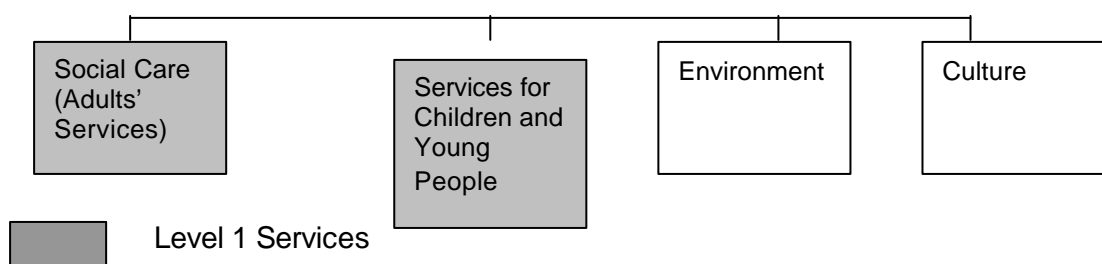 Social Care
(Adults'
Services)
Services for
Children and
Young
People
Environment
Culture
Level 1 Services